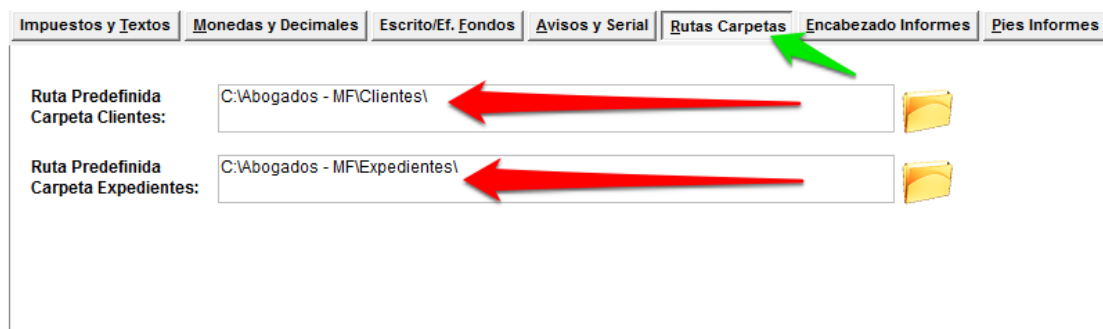 Impuestos y Textos Monedas y Decimales Escrito/Ef. Fondos Avisos y Serial Rutas Carpetas Encabezado Informes Pies Informes
Ruta Predefinida
Carpeta Clientes:
C:\Abogados - MF\Clientes\
Ruta Predefinida
Carpeta Expedientes:
C:\Abogados - MF\Expedientes\